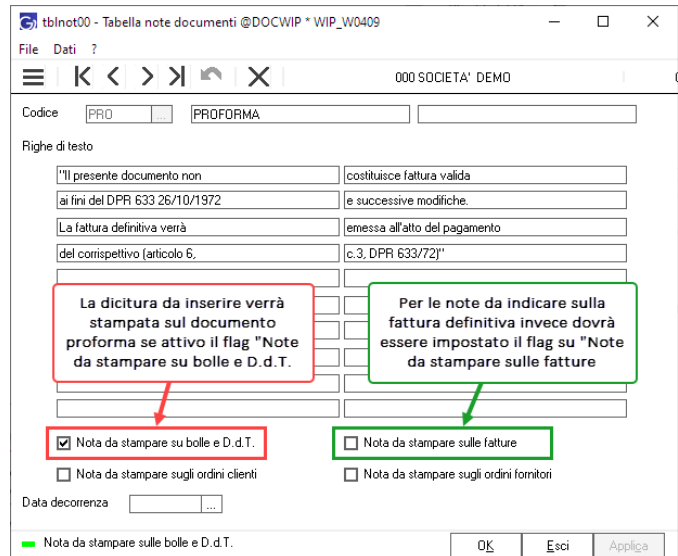 tblnot00 - Tabella note documenti @DOCWIP * WIP_W0409
File Dati ?
000 SOCIETA' DEMO
Codice PRO ... PROFORMA
Righe di testo
"Il presente documento non costituisce fattura valida
ai fini del DPR 633 26/10/1972 e successive modifiche.
La fattura definitiva verrà emessa all'atto del pagamento
del corrispettivo (articolo 6, c.3, DPR 633/72)"
La dicitura da inserire verrà
stampata sul documento
proforma se attivo il flag "Note
da stampare su bolle e D.d.T.
Per le note da indicare sulla
fattura definitiva invece dovrà
essere impostato il flag su "Note
da stampare sulle fatture
Nota da stampare su bolle e D.d.T. Nota da stampare sulle fatture
Nota da stampare sugli ordini clienti Nota da stampare sugli ordini fornitori
Data decorrenza ...
Nota da stampare sulle bolle e D.d.T. OK Esci Applica